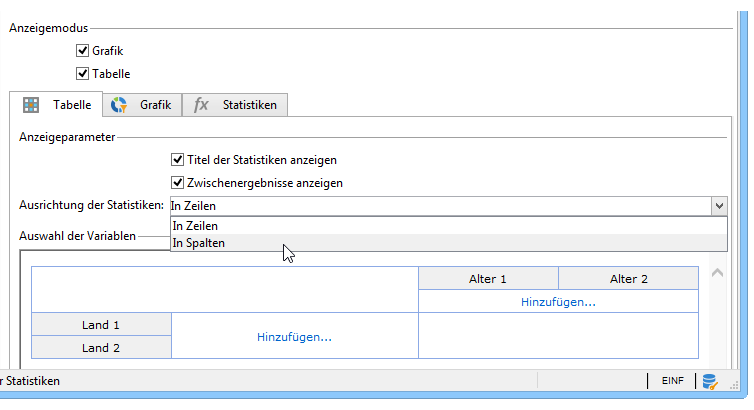 Anzeigemodus
Grafik
Tabelle
Tabelle Grafik fx Statistiken
Anzeigeparameter
Titel der Statistiken anzeigen
Zwischenergebnisse anzeigen
Ausrichtung der Statistiken: In Zeilen
In Zeilen
In Spalten
Auswahl der Variablen
Alter 1 Alter 2
Hinzufügen...
Land 1
Hinzufügen...
Land 2
r Statistiken EINF